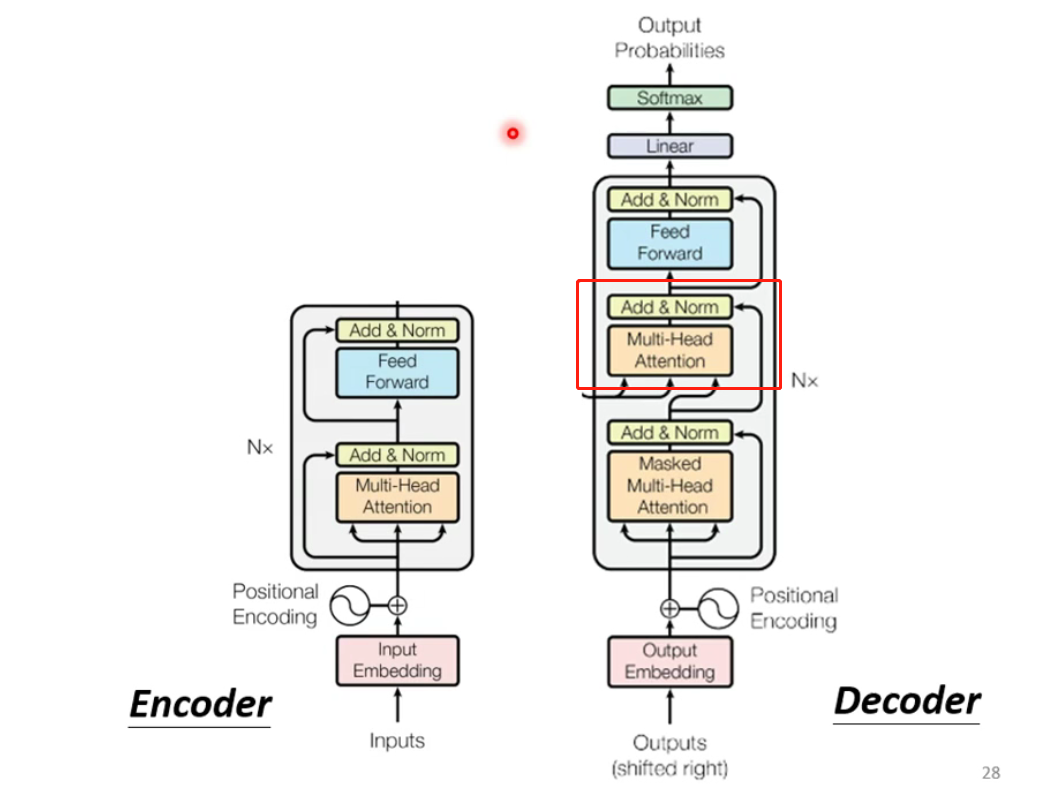 Output
Probabilities
Softmax
Linear
Add & Norm
Feed
Forward
Add & Norm
Multi-Head
Attention
Nx
Add & Norm
Masked
Multi-Head
Attention
Positional
Encoding
Output
Embedding
Outputs
(shifted right)
Decoder
Add & Norm
Feed
Forward
Nx
Add & Norm
Multi-Head
Attention
Positional
Encoding
Input
Embedding
Inputs
Encoder
28